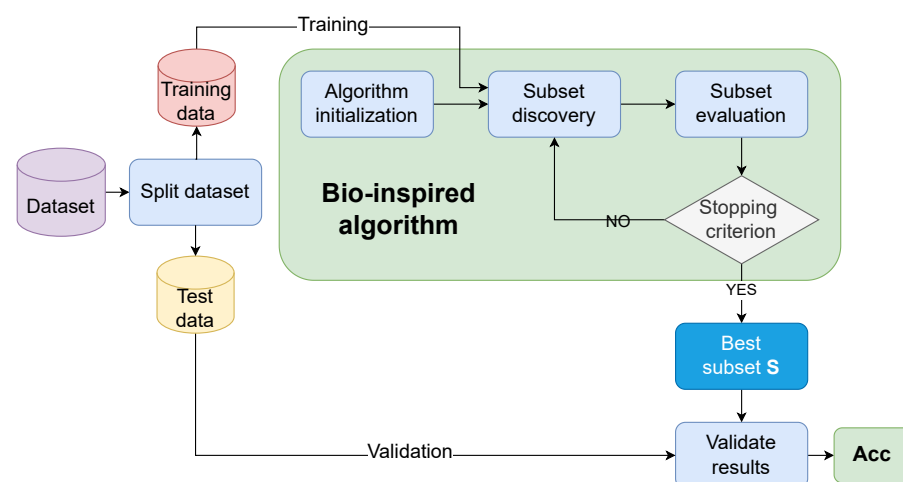 Training
Training
data
Algorithm
initialization
Subset
discovery
Subset
evaluation
Dataset
Split dataset
Bio-inspired
algorithm
Stopping
criterion
NO
YES
Test
data
Best
subset S
Validation
Validate
results
Acc